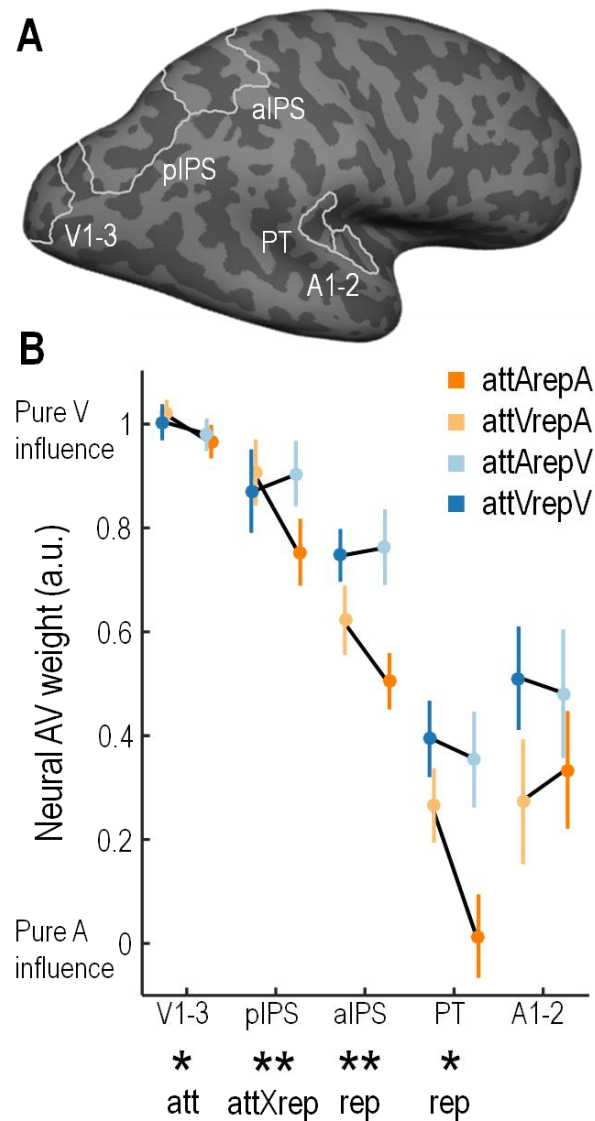 A
aIPS
pIPS
V1-3
PT
A1-2
B
attArepA
attVrepA
attArepV
attVrepV
Pure V
influence
1
0.8
0.6
0.4
0.2
0
Neural AV weight (a.u.)
Pure A
influence
V1-3 pIPS aIPS PT A1-2
* ** ** *
att attXrep rep rep